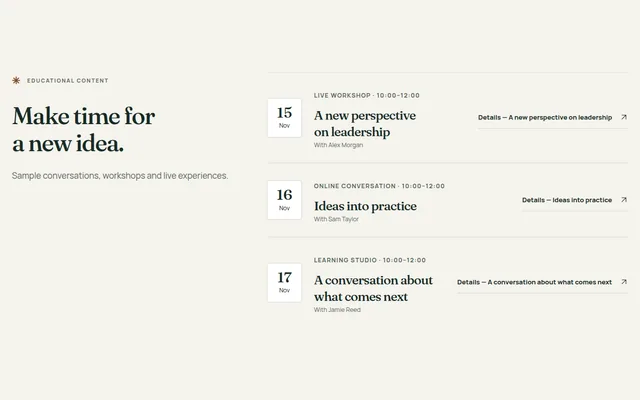 EDUCATIONAL CONTENT
Make time for
a new idea.
Sample conversations, workshops and live experiences.
15
Nov
LIVE WORKSHOP · 10:00–12:00
A new perspective
on leadership
With Alex Morgan
Details — A new perspective on leadership
16
Nov
ONLINE CONVERSATION · 10:00–12:00
Ideas into practice
With Sam Taylor
Details — Ideas into practice
17
Nov
LEARNING STUDIO · 10:00–12:00
A conversation about
what comes next
With Jamie Reed
Details — A conversation about what comes next